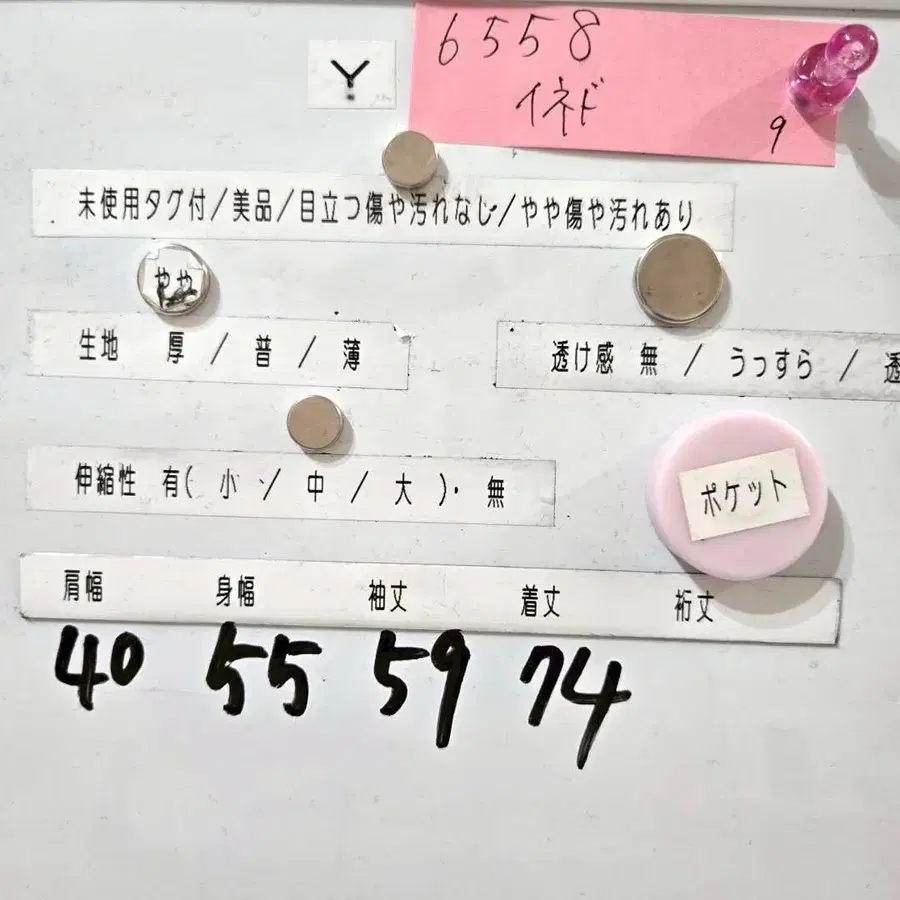 6558
Y
イネド
9
未使用タグ付/美品/目立つ傷や汚れなし/やや傷や汚れあり
やや
生地 厚 / 普 / 薄
透け感 無 / うっすら / 透
伸縮性 有( 小 / 中 / 大 )・ 無
ポケット
肩幅 身幅 袖丈 着丈 裄丈
40 55 59 74